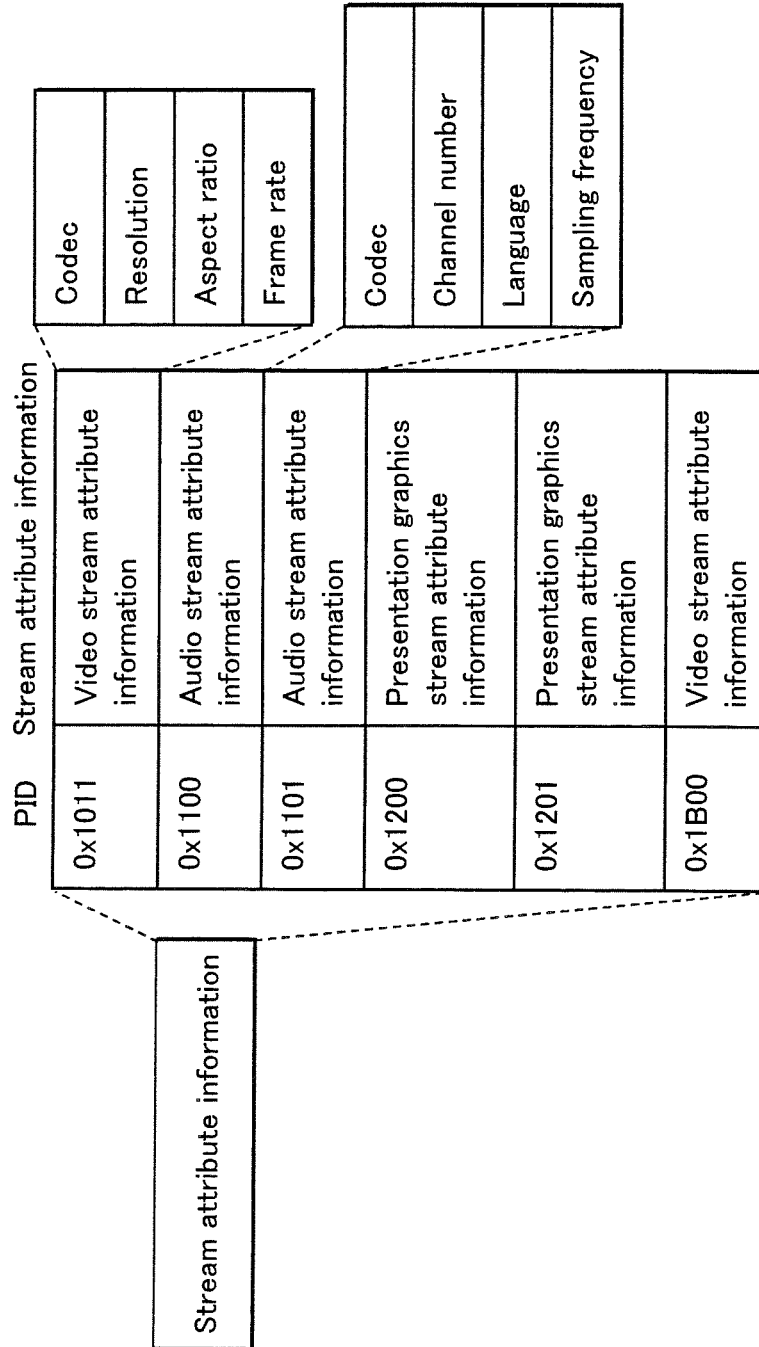 Stream attribute information
PID
Stream attribute information
0x1011
Video stream attribute
information
0x1100
Audio stream attribute
information
0x1101
Audio stream attribute
information
0x1200
Presentation graphics
stream attribute
information
0x1201
Presentation graphics
stream attribute
information
0x1B00
Video stream attribute
information
Codec
Resolution
Aspect ratio
Frame rate
Codec
Channel number
Language
Sampling frequency